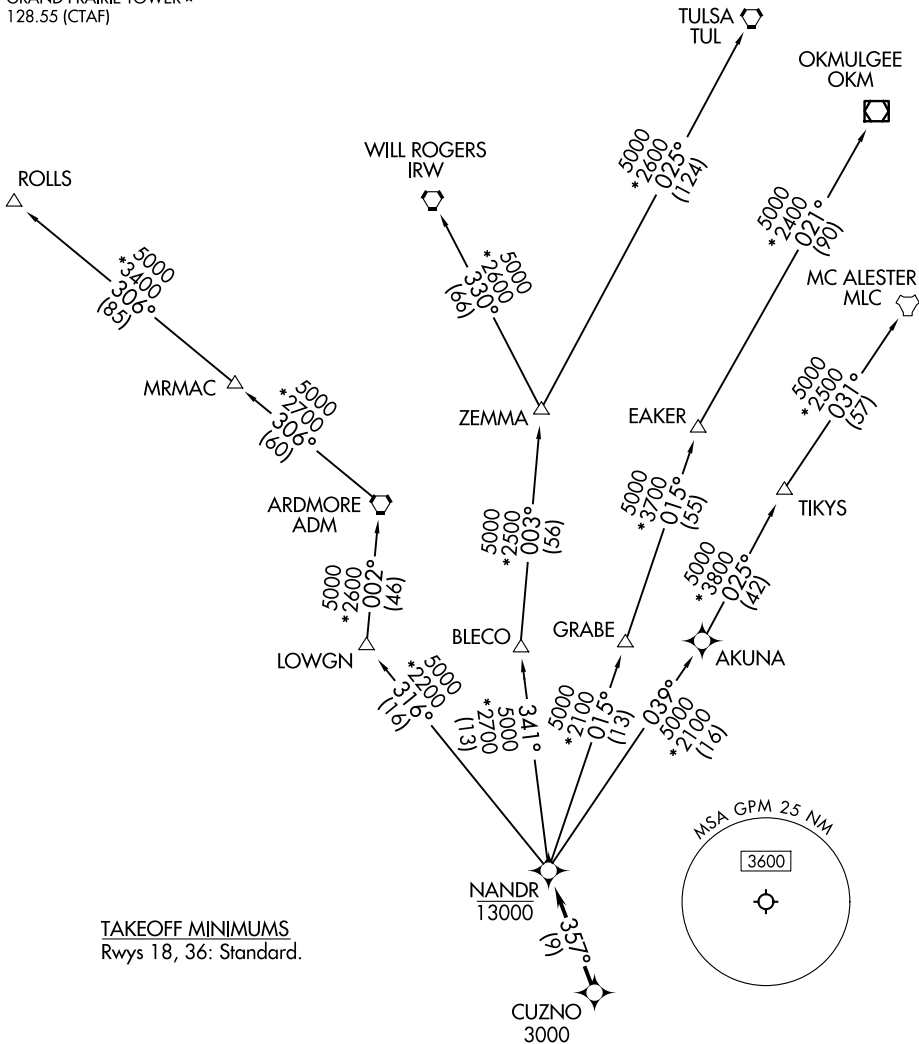 GRAND PRAIRIE TOWER *
128.55 (CTAF)
TULSA
TUL
OKMULGEE
OKM
WILL ROGERS
IRW
ROLLS
5000
*2600
025°
(124)
5000
*2400
021°
(90)
MC ALESTER
MLC
5000
*3400
306°
(85)
5000
*2600
330°
(66)
MRMAC
5000
*2700
306°
(60)
ZEMMA
EAKER
5000
*2500
031°
(57)
ARDMORE
ADM
5000
*2500
003°
(56)
5000
*3700
015°
(55)
TIKYS
5000
*2600
002°
(46)
5000
*3800
025°
(42)
LOWGN
BLECO
GRABE
AKUNA
5000
*2200
316°
(16)
341°
5000
*2700
(13)
5000
*2100
015°
(13)
039°
5000
*2100
(16)
MSA GPM 25 NM
3600
NANDR
13000
TAKEOFF MINIMUMS
Rwys 18, 36: Standard.
357°
(9)
CUZNO
3000